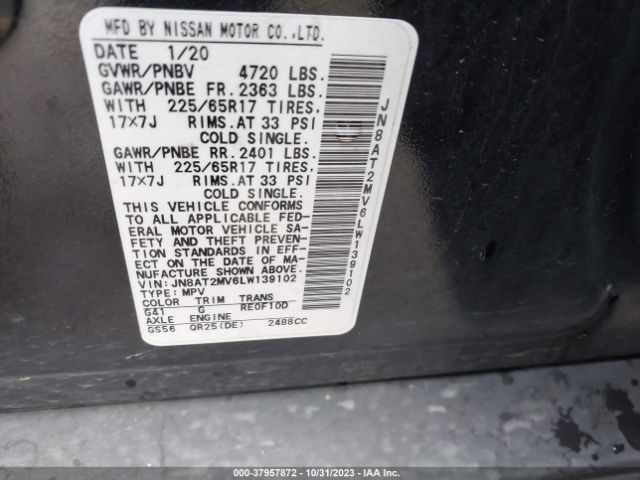 MFD BY NISSAN MOTOR CO.,LTD.
DATE 1/20
GVWR/PNBV 4720 LBS.
GAWR/PNBE FR. 2363 LBS.
WITH 225/65R17 TIRES,
17×7J RIMS, AT 33 PSI
COLD SINGLE.
GAWR/PNBE RR. 2401 LBS.
WITH 225/65R17 TIRES,
17×7J RIMS, AT 33 PSI
COLD SINGLE.
THIS VEHICLE CONFORMS
TO ALL APPLICABLE FED-
ERAL MOTOR VEHICLE SA-
FETY AND THEFT PREVEN-
TION STANDARDS IN EFF-
ECT ON THE DATE OF MA-
NUFACTURE SHOWN ABOVE.
VIN: JN8AT2MV6LW139102
TYPE: MPV
COLOR TRIM TRANS
G41 G RE0F10D
AXLE ENGINE
GS56 QR25(DE) 2488CC
JN8AT2MV6LW139102
000-37957872 - 10/31/2023 - IAA Inc.